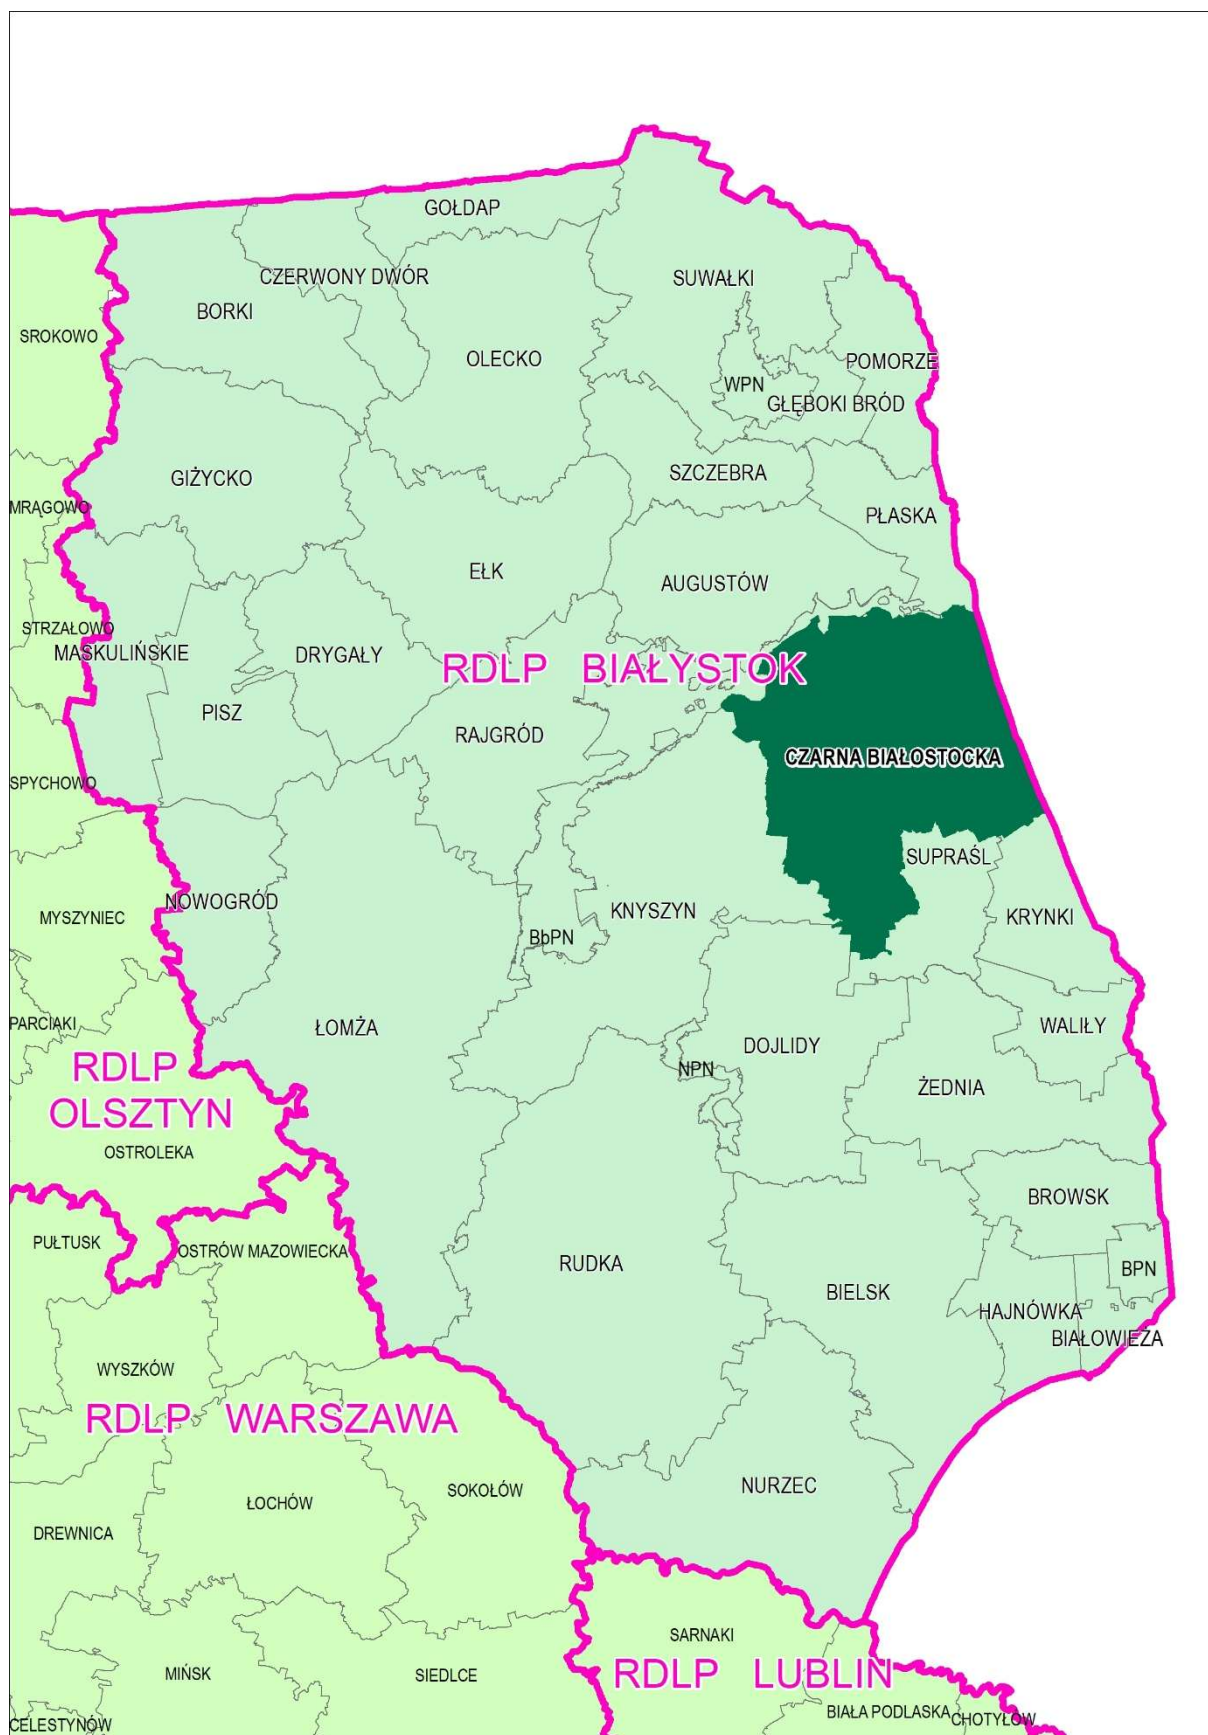 GOŁDAP
CZERWONY DWÓR
SUWAŁKI
BORKI
SROKOWO
OLECKO
POMORZE
WPN
GŁĘBOKI BRÓD
GIŻYCKO
SZCZEBRA
MRĄGOWO
PŁASKA
EŁK
AUGUSTÓW
STRZAŁOWO
MASKULIŃSKIE
DRYGAŁY
RDLP BIAŁYSTOK
PISZ
RAJGRÓD
CZARNA BIAŁOSTOCKA
SPYCHOWO
SUPRAŚL
NOWOGRÓD
KNYSZYN
MYSZYNIEC
KRYNKI
BbPN
PARCIAKI
ŁOMŻA
WALIŁY
DOJLIDY
RDLP
OLSZTYN
NPN
ŻEDNIA
OSTROLEKA
BROWSK
PUŁTUSK
OSTRÓW MAZOWIECKA
RUDKA
BPN
BIELSK
HAJNÓWKA
BIAŁOWIEŻA
WYSZKÓW
RDLP WARSZAWA
NURZEC
SOKOŁÓW
ŁOCHÓW
DREWNICA
SARNAKI
MIŃSK
SIEDLCE
RDLP LUBLIN
BIAŁA PODLASKA
CHOTYŁÓW
CELESTYNÓW